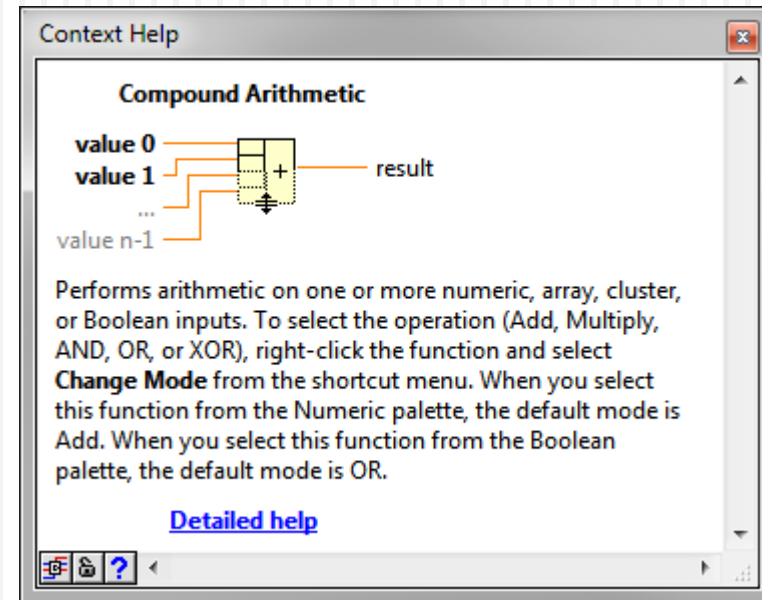 Context Help
Compound Arithmetic
value 0
value 1
...
value n-1
+
result
Performs arithmetic on one or more numeric, array, cluster,
or Boolean inputs. To select the operation (Add, Multiply,
AND, OR, or XOR), right-click the function and select
Change Mode from the shortcut menu. When you select
this function from the Numeric palette, the default mode is
Add. When you select this function from the Boolean
palette, the default mode is OR.
Detailed help
?